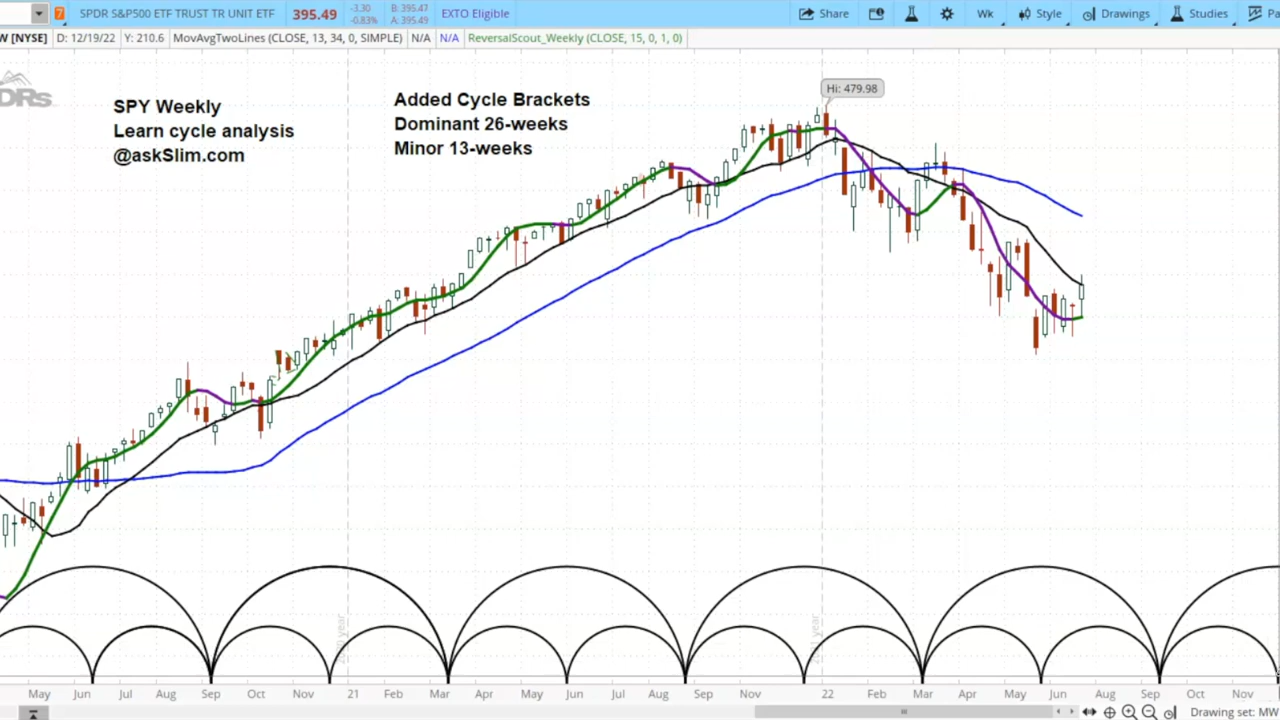 7 SPDR S&P500 ETF TRUST TR UNIT ETF 395.49 -3.30 -0.83% B: 395.47 A: 395.49 EXTO Eligible Share Wk Style Drawings Studies
W [NYSE] D: 12/19/22 Y: 210.6 MovAvgTwoLines (CLOSE, 13, 34, 0, SIMPLE) N/A N/A ReversalScout_Weekly (CLOSE, 15, 0, 1, 0)
DRs
SPY Weekly
Learn cycle analysis
@askSlim.com
Added Cycle Brackets
Dominant 26-weeks
Minor 13-weeks
Hi: 479.98
year
year
May Jun Jul Aug Sep Oct Nov 21 Feb Mar Apr May Jun Jul Aug Sep Nov 22 Feb Mar Apr May Jun Aug Sep Oct Nov
Drawing set: MW